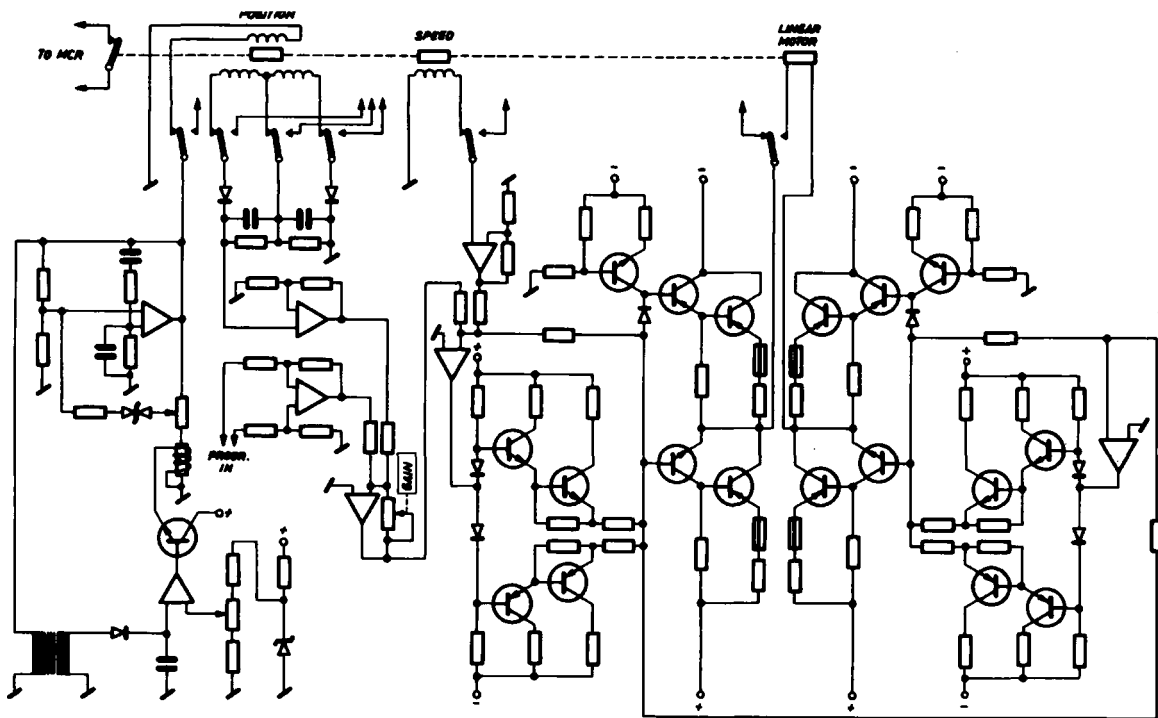 POSITION
SPEED
LINEAR
MOTOR
TO MCR
PROGR.
IN
GAIN